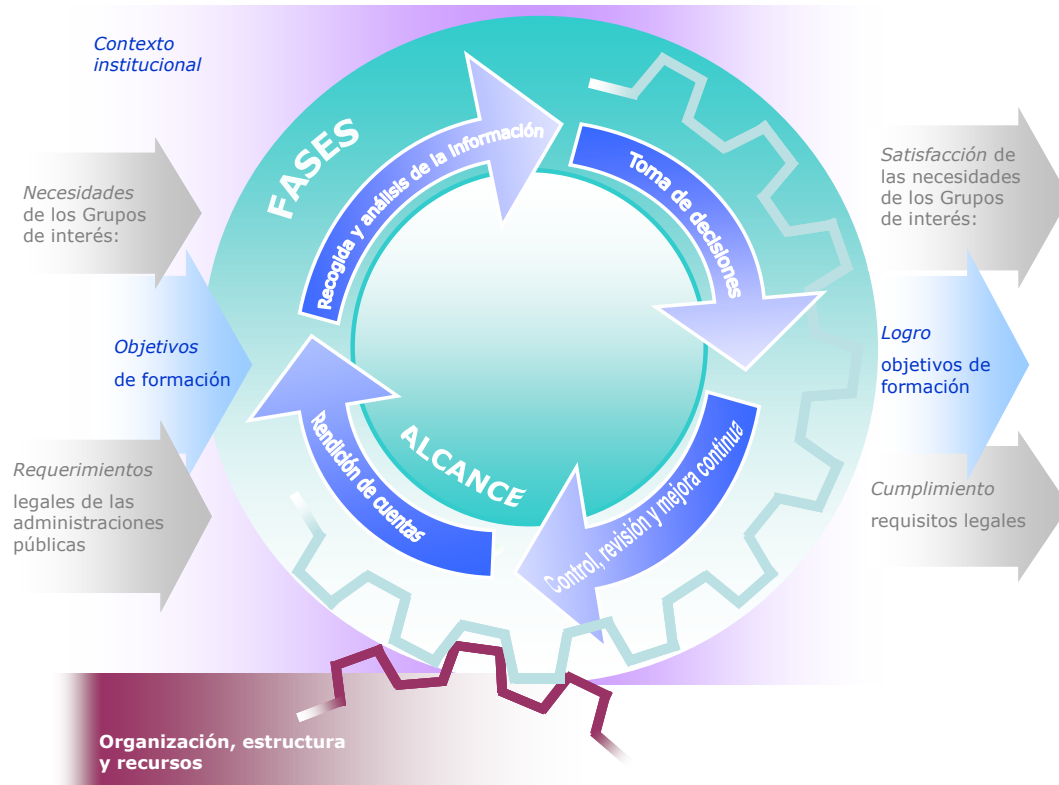 Contexto
institucional
Necesidades
de los Grupos
de interés:
Objetivos
de formación
Requerimientos
legales de las
administraciones
públicas
FASES
Recogida y análisis de la información
Toma de decisiones
Control, revisión y mejora continua
Rendición de cuentas
ALCANCE
Satisfacción de
las necesidades
de los Grupos
de interés:
Logro
objetivos de
formación
Cumplimiento
requisitos legales
Organización, estructura
y recursos